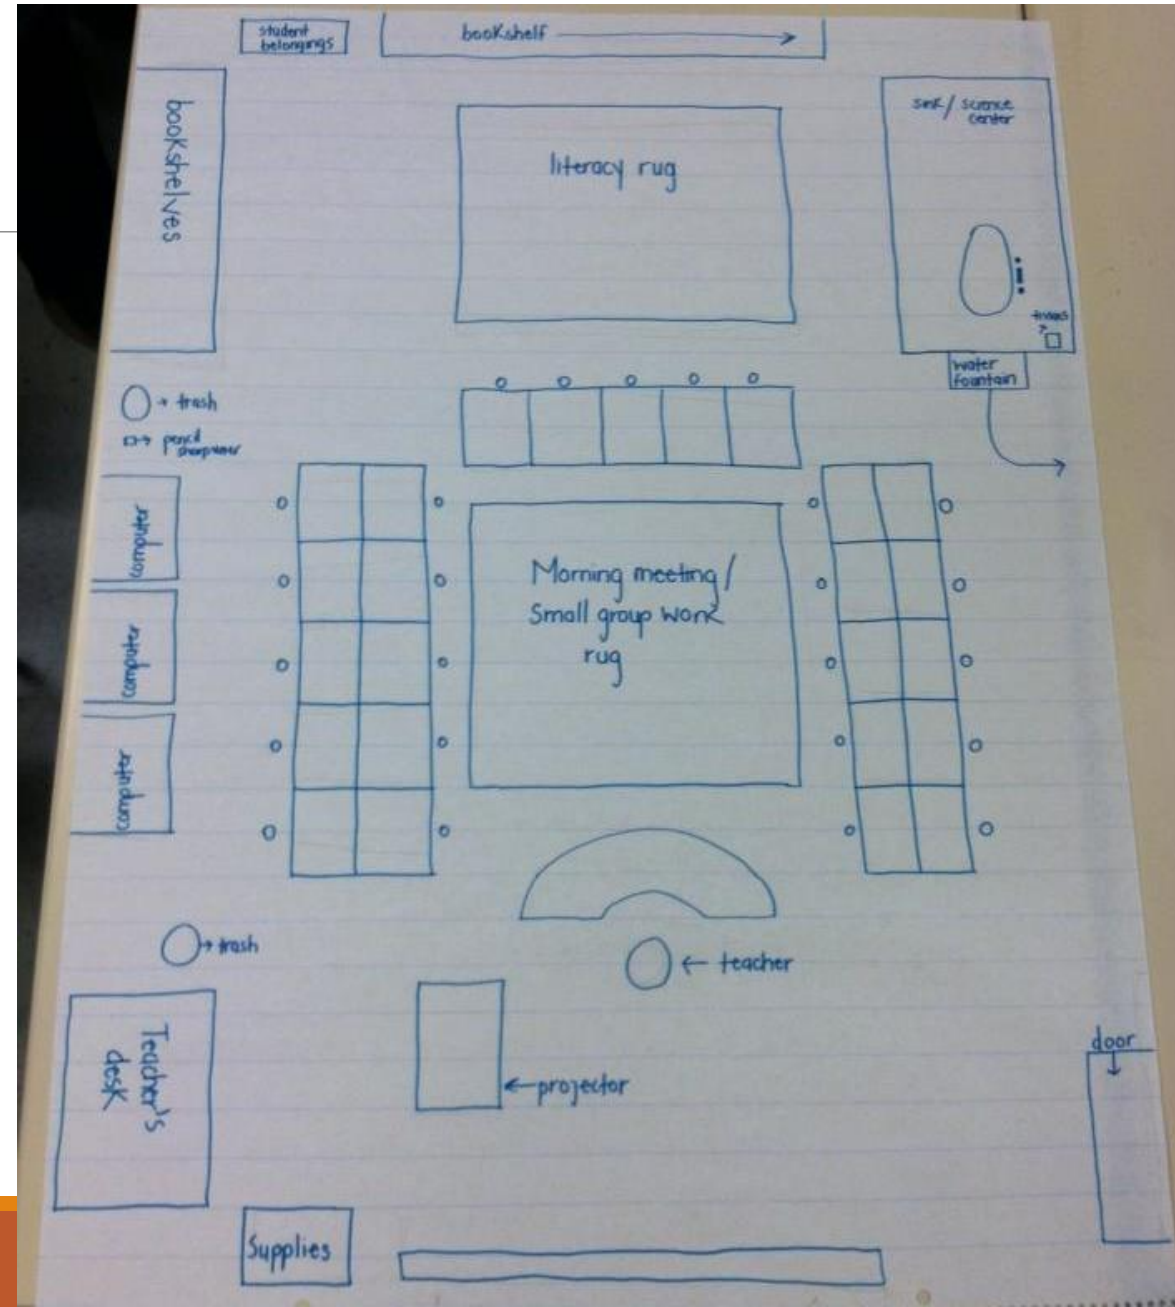 student
belongings
bookshelf
bookshelves
literacy rug
sink / science
center
water
fountain
trash
pencil
sharpener
computer
computer
computer
Morning meeting /
Small group work
rug
trash
teacher
Teacher's
desk
projector
door
Supplies